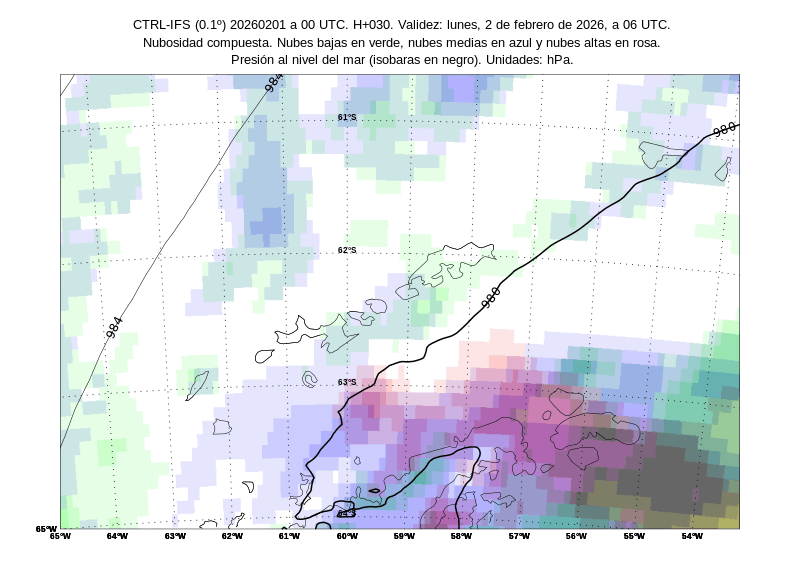 CTRL-IFS (0.1º) 20260201 a 00 UTC. H+030. Validez: lunes, 2 de febrero de 2026, a 06 UTC.
Nubosidad compuesta. Nubes bajas en verde, nubes medias en azul y nubes altas en rosa.
Presión al nivel del mar (isobaras en negro). Unidades: hPa.
984
61°S
980
62°S
980
984
63°S
64°S
65°W
65°W 64°W 63°W 62°W 61°W 60°W 59°W 58°W 57°W 56°W 55°W 54°W